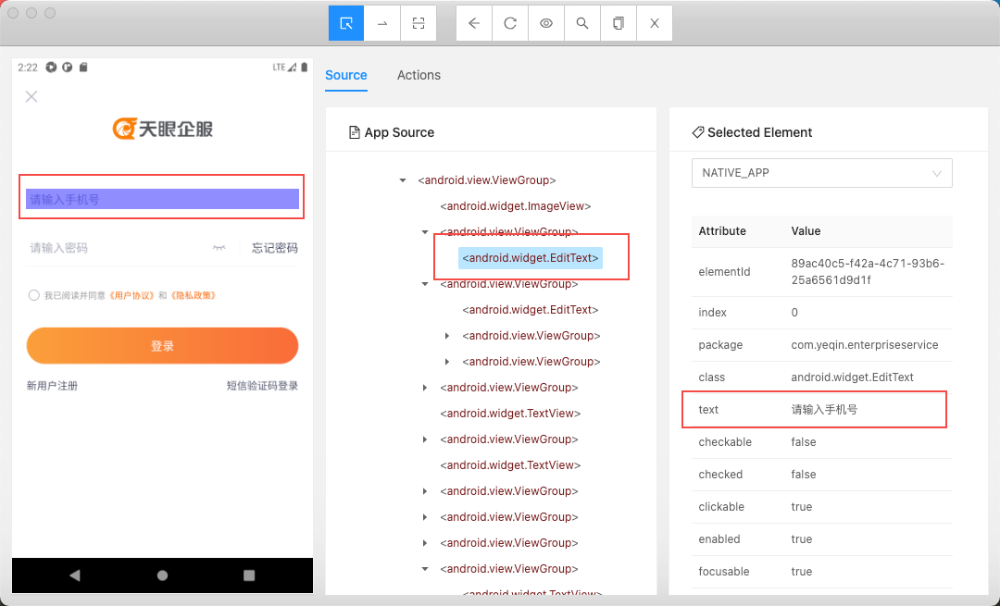 2:22
LTE
天眼企服
请输入手机号
请输入密码
忘记密码
我已阅读并同意《用户协议》和《隐私政策》
登录
新用户注册
短信验证码登录
Source
Actions
App Source
<android.view.ViewGroup>
<android.widget.ImageView>
<android.view.ViewGroup>
<android.widget.EditText>
<android.view.ViewGroup>
<android.widget.EditText>
<android.view.ViewGroup>
<android.view.ViewGroup>
<android.view.ViewGroup>
<android.widget.TextView>
<android.view.ViewGroup>
<android.widget.TextView>
<android.view.ViewGroup>
<android.view.ViewGroup>
<android.view.ViewGroup>
<android.view.ViewGroup>
<android.widget.TextView>
Selected Element
NATIVE_APP
Attribute Value
elementId 89ac40c5-f42a-4c71-93b6-
25a6561d9d1f
index 0
package com.yeqin.enterpriseservice
class android.widget.EditText
text 请输入手机号
checkable false
checked false
clickable true
enabled true
focusable true